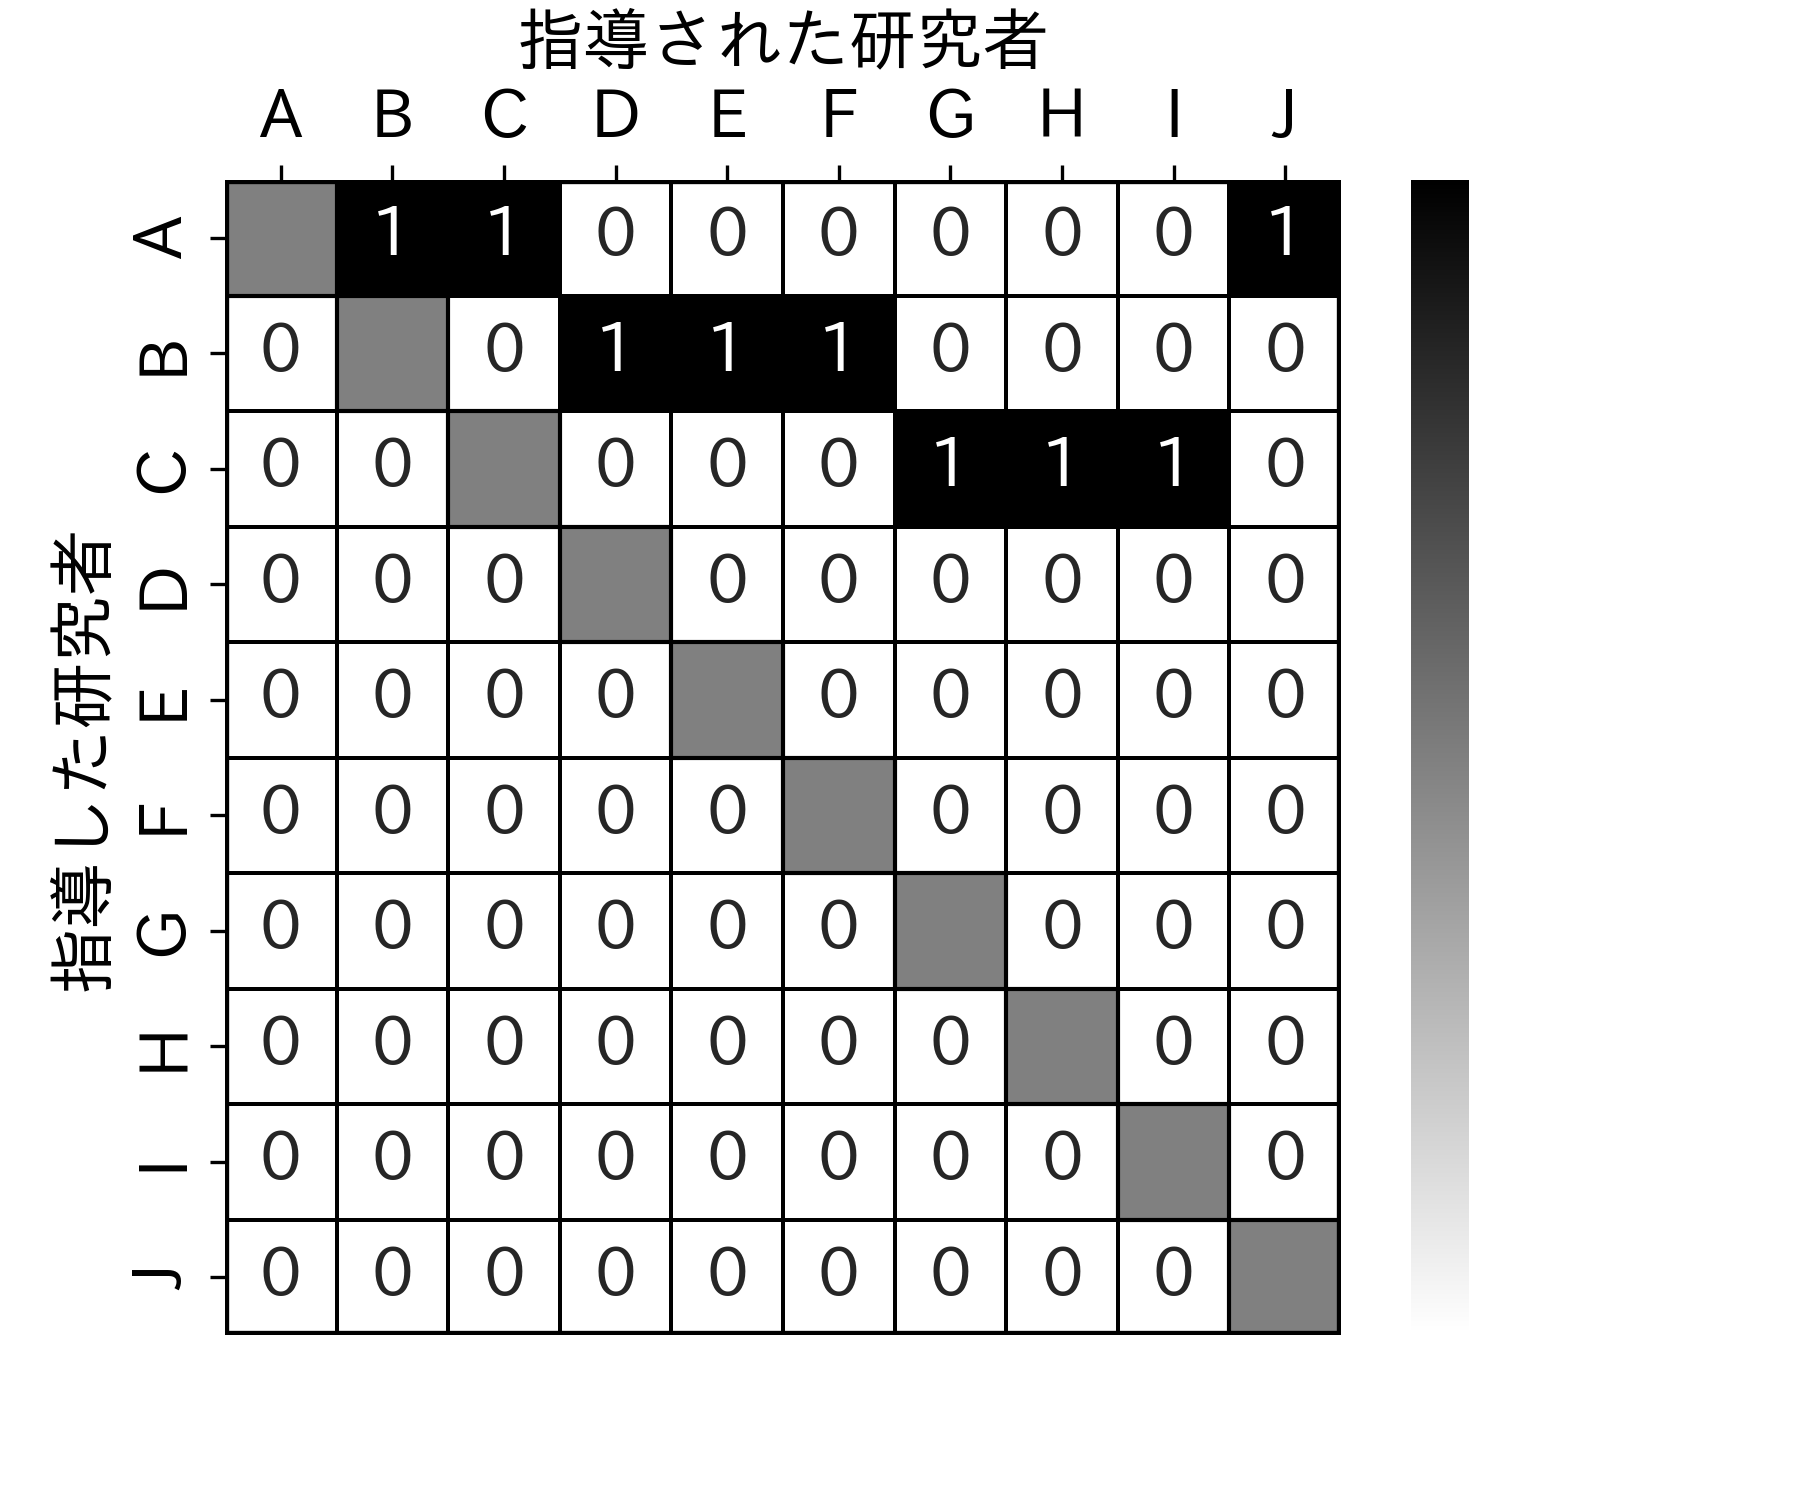 指導された研究者
A B C D E F G H I J
指導した研究者
A 1 1 0 0 0 0 0 0 1
B 0 0 1 1 1 0 0 0 0
C 0 0 0 0 0 1 1 1 0
D 0 0 0 0 0 0 0 0 0
E 0 0 0 0 0 0 0 0 0
F 0 0 0 0 0 0 0 0 0
G 0 0 0 0 0 0 0 0 0
H 0 0 0 0 0 0 0 0 0
I 0 0 0 0 0 0 0 0 0
J 0 0 0 0 0 0 0 0 0